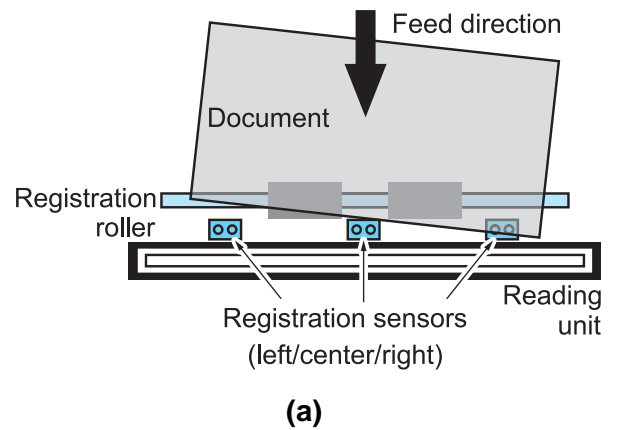 Feed direction
Document
Registration
roller
Reading
unit
Registration sensors
(left/center/right)
(a)